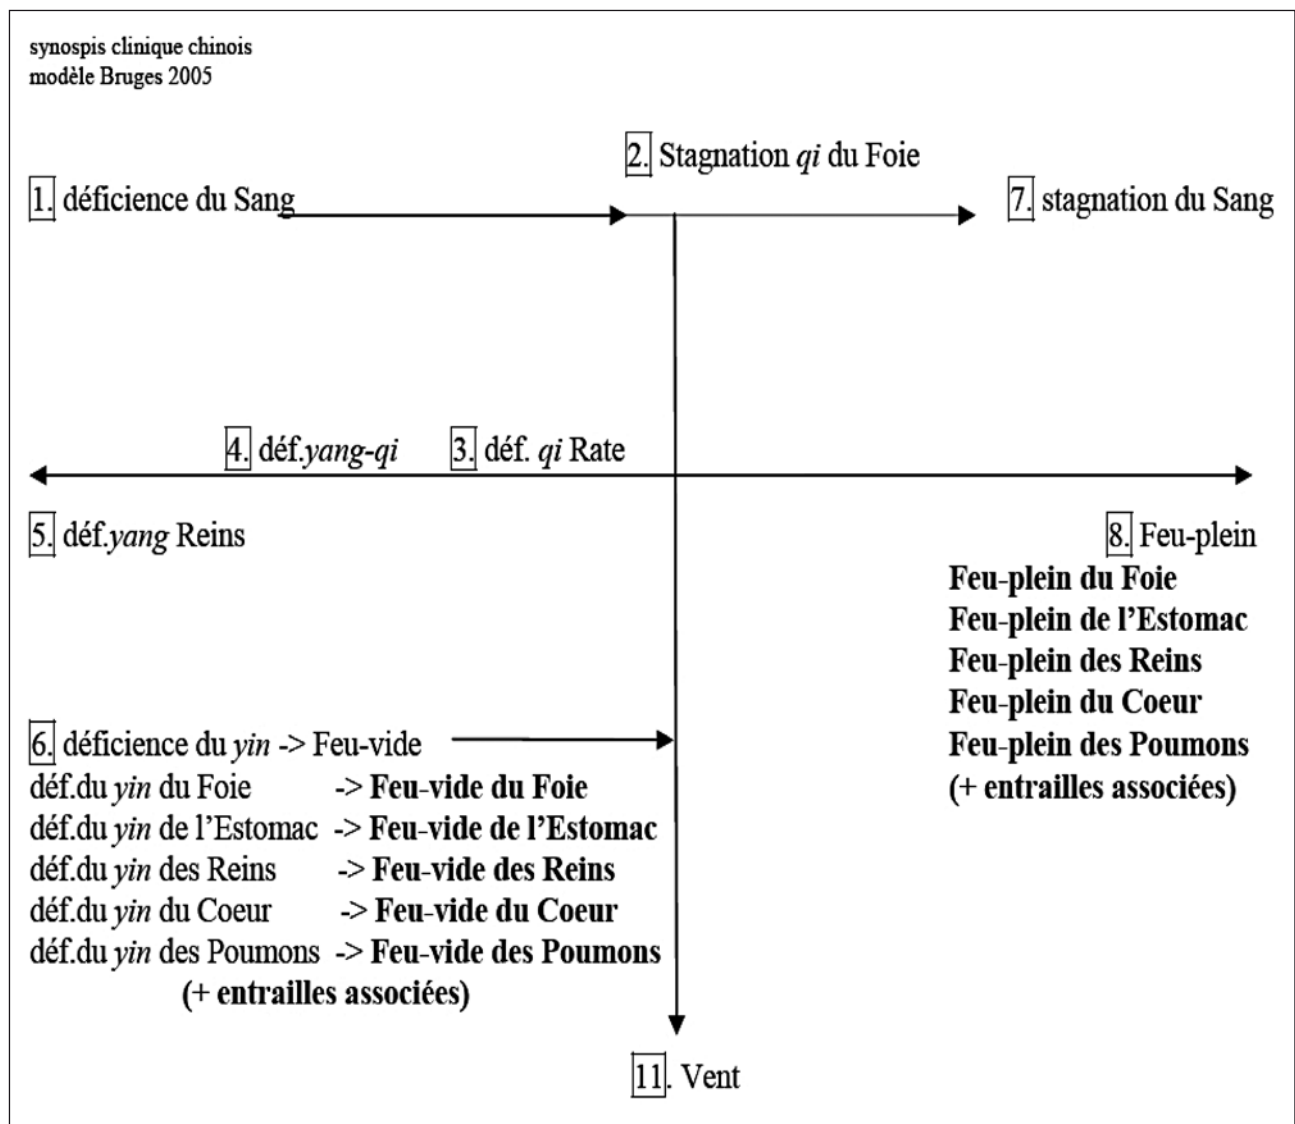 synospis clinique chinois
modèle Bruges 2005
2. Stagnation qi du Foie
1. déficience du Sang
7. stagnation du Sang
4. déf.yang-qi
3. déf. qi Rate
5. déf.yang Reins
8. Feu-plein
Feu-plein du Foie
Feu-plein de l’Estomac
Feu-plein des Reins
Feu-plein du Coeur
Feu-plein des Poumons
(+ entrailles associées)
6. déficience du yin -> Feu-vide
déf.du yin du Foie -> Feu-vide du Foie
déf.du yin de l’Estomac -> Feu-vide de l’Estomac
déf.du yin des Reins -> Feu-vide des Reins
déf.du yin du Coeur -> Feu-vide du Coeur
déf.du yin des Poumons -> Feu-vide des Poumons
(+ entrailles associées)
11. Vent